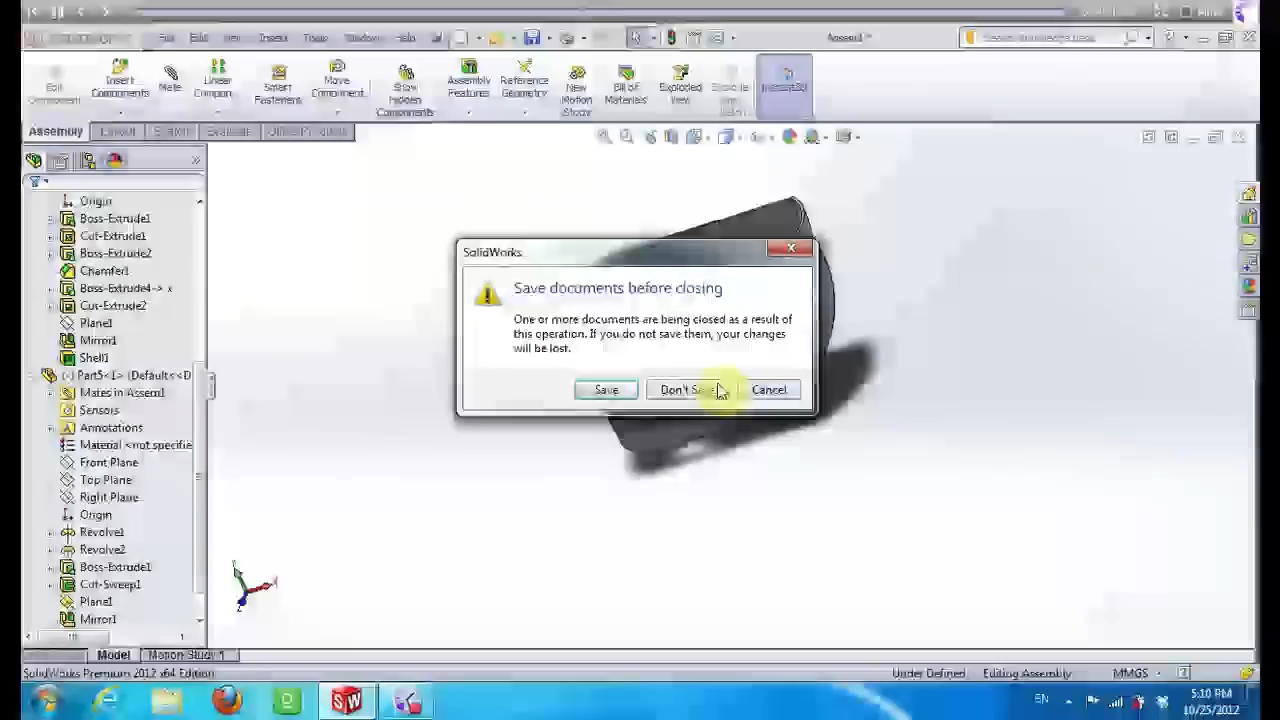 Insert
Tools
Window
Help
Assem1 *
Insert
Components
Mate
Linear
Smart
Fasteners
Move
Component
Show
Hidden
Components
Assembly
Features
Reference
Geometry
New
Motion
Study
Bill of
Materials
Exploded
View
Instant3D
Assembly
Layout
Sketch
Evaluate
Office Products
Origin
Boss-Extrude1
Cut-Extrude1
Boss-Extrude2
Chamfer1
Boss-Extrude4-> x
Cut-Extrude2
Plane1
Mirror1
Shell1
(-) Part5<1> (Default<<D
Mates in Assem1
Sensors
Annotations
Material <not specifie
Front Plane
Top Plane
Right Plane
Origin
Revolve1
Revolve2
Boss-Extrude1
Cut-Sweep1
Plane1
Mirror1
SolidWorks
Save documents before closing
One or more documents are being closed as a result of
this operation. If you do not save them, your changes
will be lost.
Save
Don't
Cancel
Model
Motion Study 1
SolidWorks Premium 2012 x64 Edition
Under Defined
Editing Assembly
MMGS
EN
5:10 PM
10/25/2012